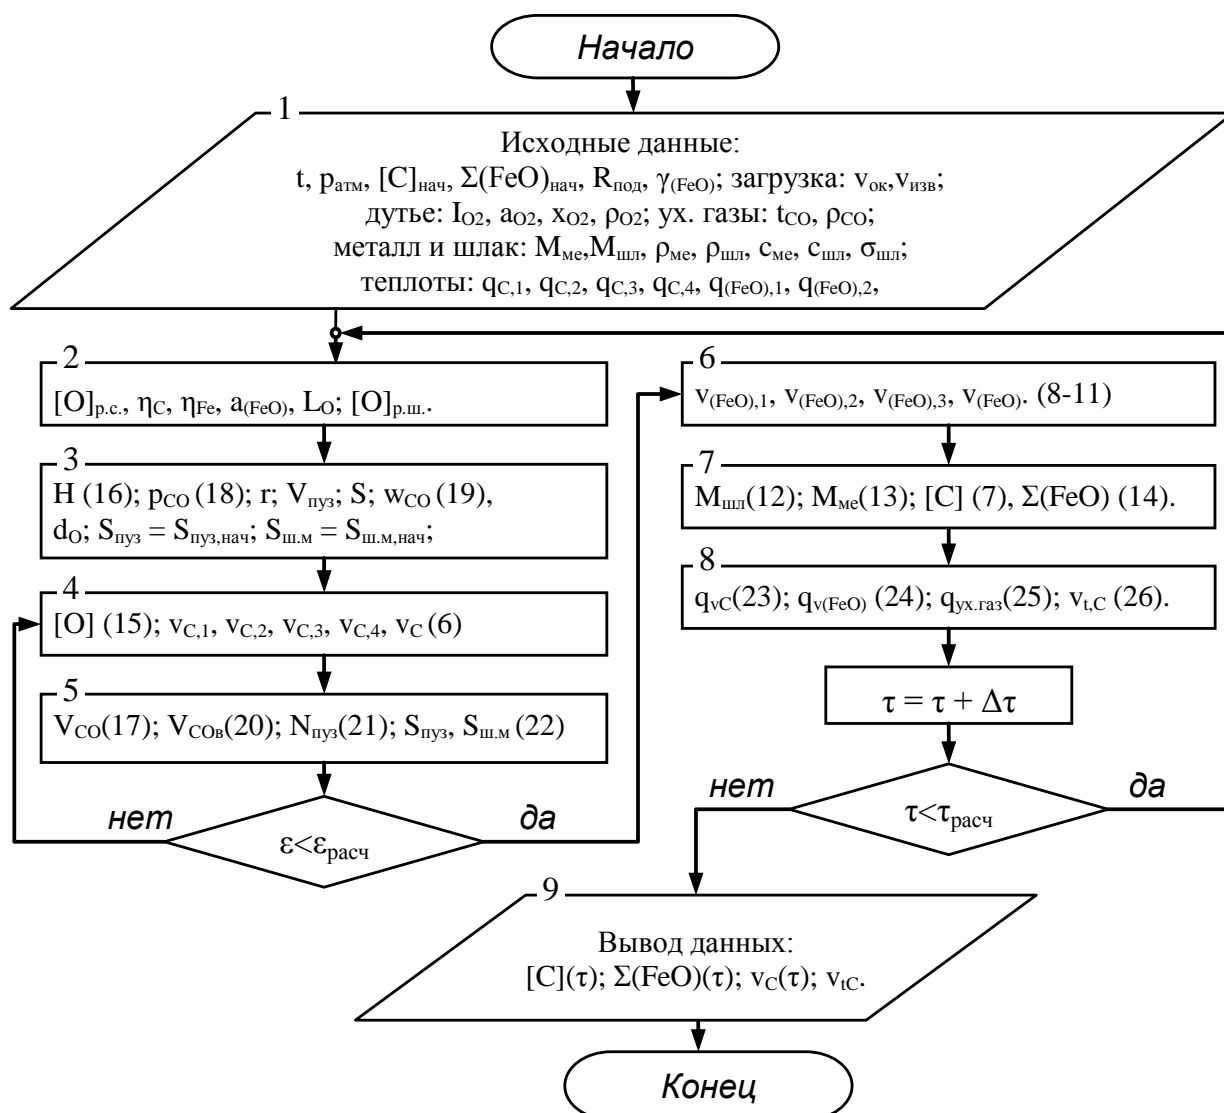 Начало
1
Исходные данные:
t, pатм, [C]нач, Σ(FeO)нач, Rпод, γ(FeO); загрузка: vок,vизв;
дутье: IO2, aO2, xO2, ρO2; ух. газы: tCO, ρCO;
металл и шлак: Mме,Mшл, ρме, ρшл, cме, cшл, σшл;
теплоты: qC,1, qC,2, qC,3, qC,4, q(FeO),1, q(FeO),2,
2
[O]р.с., ηC, ηFe, a(FeO), LO; [O]р.ш..
3
H (16); pCO (18); r; Vпуз; S; wCO (19),
dO; Sпуз = Sпуз,нач; Sш.м = Sш.м,нач;
4
[O] (15); vC,1, vC,2, vC,3, vC,4, vC (6)
5
VCO(17); VCOв(20); Nпуз(21); Sпуз, Sш.м (22)
нет
ε<εрасч
да
6
v(FeO),1, v(FeO),2, v(FeO),3, v(FeO). (8-11)
7
Mшл(12); Mме(13); [C] (7), Σ(FeO) (14).
8
qvC(23); qv(FeO) (24); qух.газ(25); vt,C (26).
τ = τ + Δτ
нет
τ<τрасч
да
9
Вывод данных:
[C](τ); Σ(FeO)(τ); vC(τ); vtC.
Конец